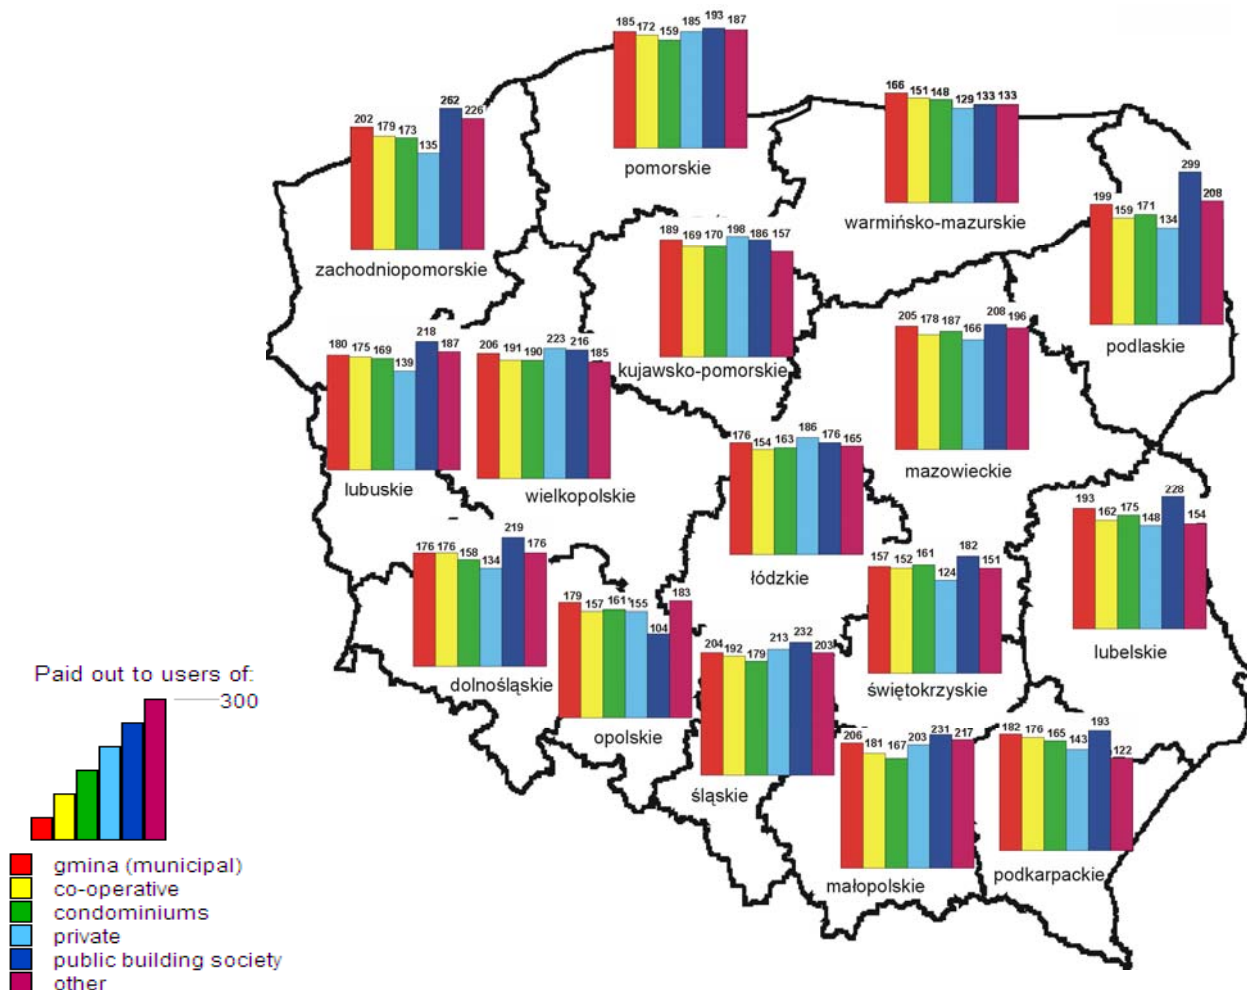 185 172 159 185 193 187
pomorskie
166 151 148 129 133 133
warmińsko-mazurskie
202 179 173 135 262 226
zachodniopomorskie
299
199 159 171 134 208
podlaskie
189 169 170 198 186 157
kujawsko-pomorskie
205 178 187 166 208 196
mazowieckie
180 175 169 139 218 187
lubuskie
206 191 190 223 216 185
wielkopolskie
176 154 163 186 176 165
łódzkie
193 162 175 148 228 154
lubelskie
176 176 158 134 219 176
dolnośląskie
179 157 161 155 104 183
opolskie
157 152 161 124 182 151
świętokrzyskie
204 192 179 213 232 203
śląskie
206 181 167 203 231 217
małopolskie
182 176 165 143 193 122
podkarpackie
Paid out to users of:
300
gmina (municipal)
co-operative
condominiums
private
public building society
other